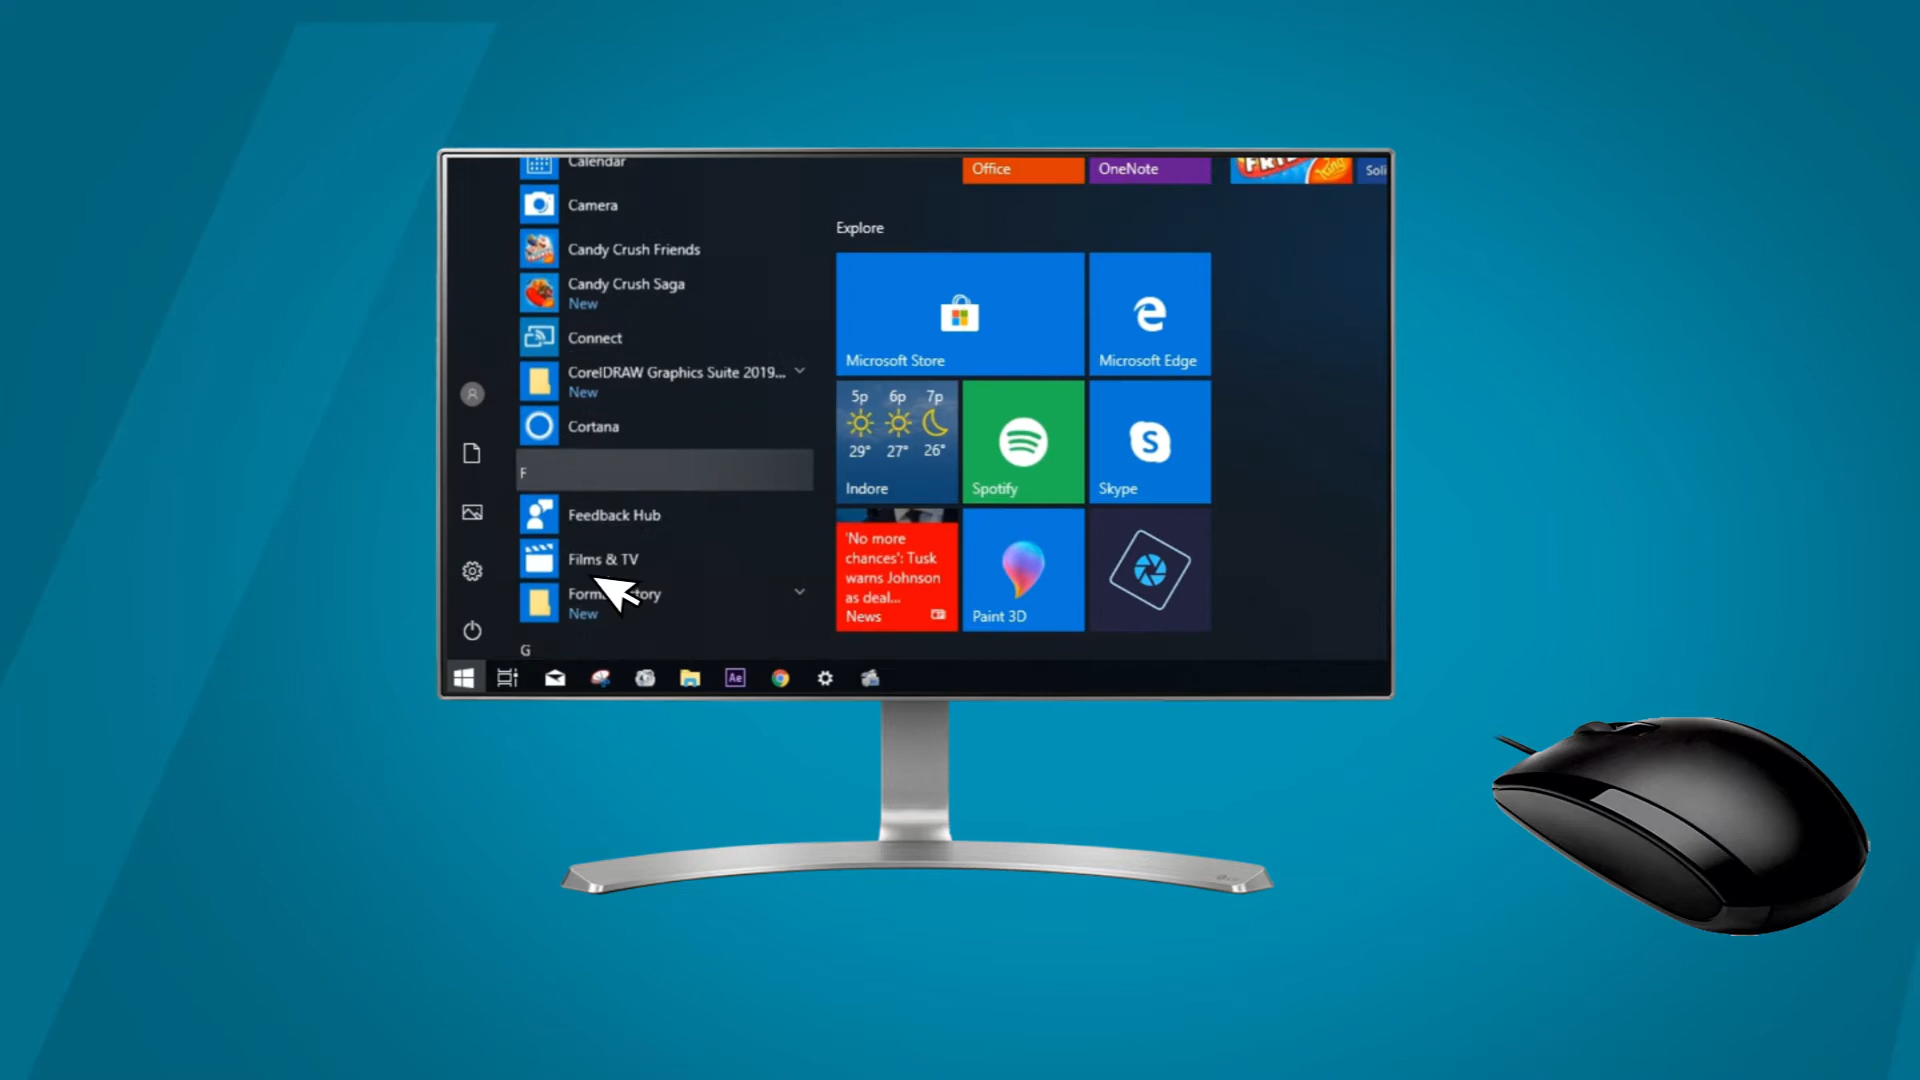 Calendar
Camera
Candy Crush Friends
Candy Crush Saga
New
Connect
CorelDRAW Graphics Suite 2019...
New
Cortana
F
Feedback Hub
Films & TV
New
G
Office
OneNote
Soli
Explore
Microsoft Store
Microsoft Edge
5p 6p 7p
29° 27° 26°
Indore
Spotify
S
Skype
'No more
chances': Tusk
warns Johnson
as deal...
News
Paint 3D
Ae